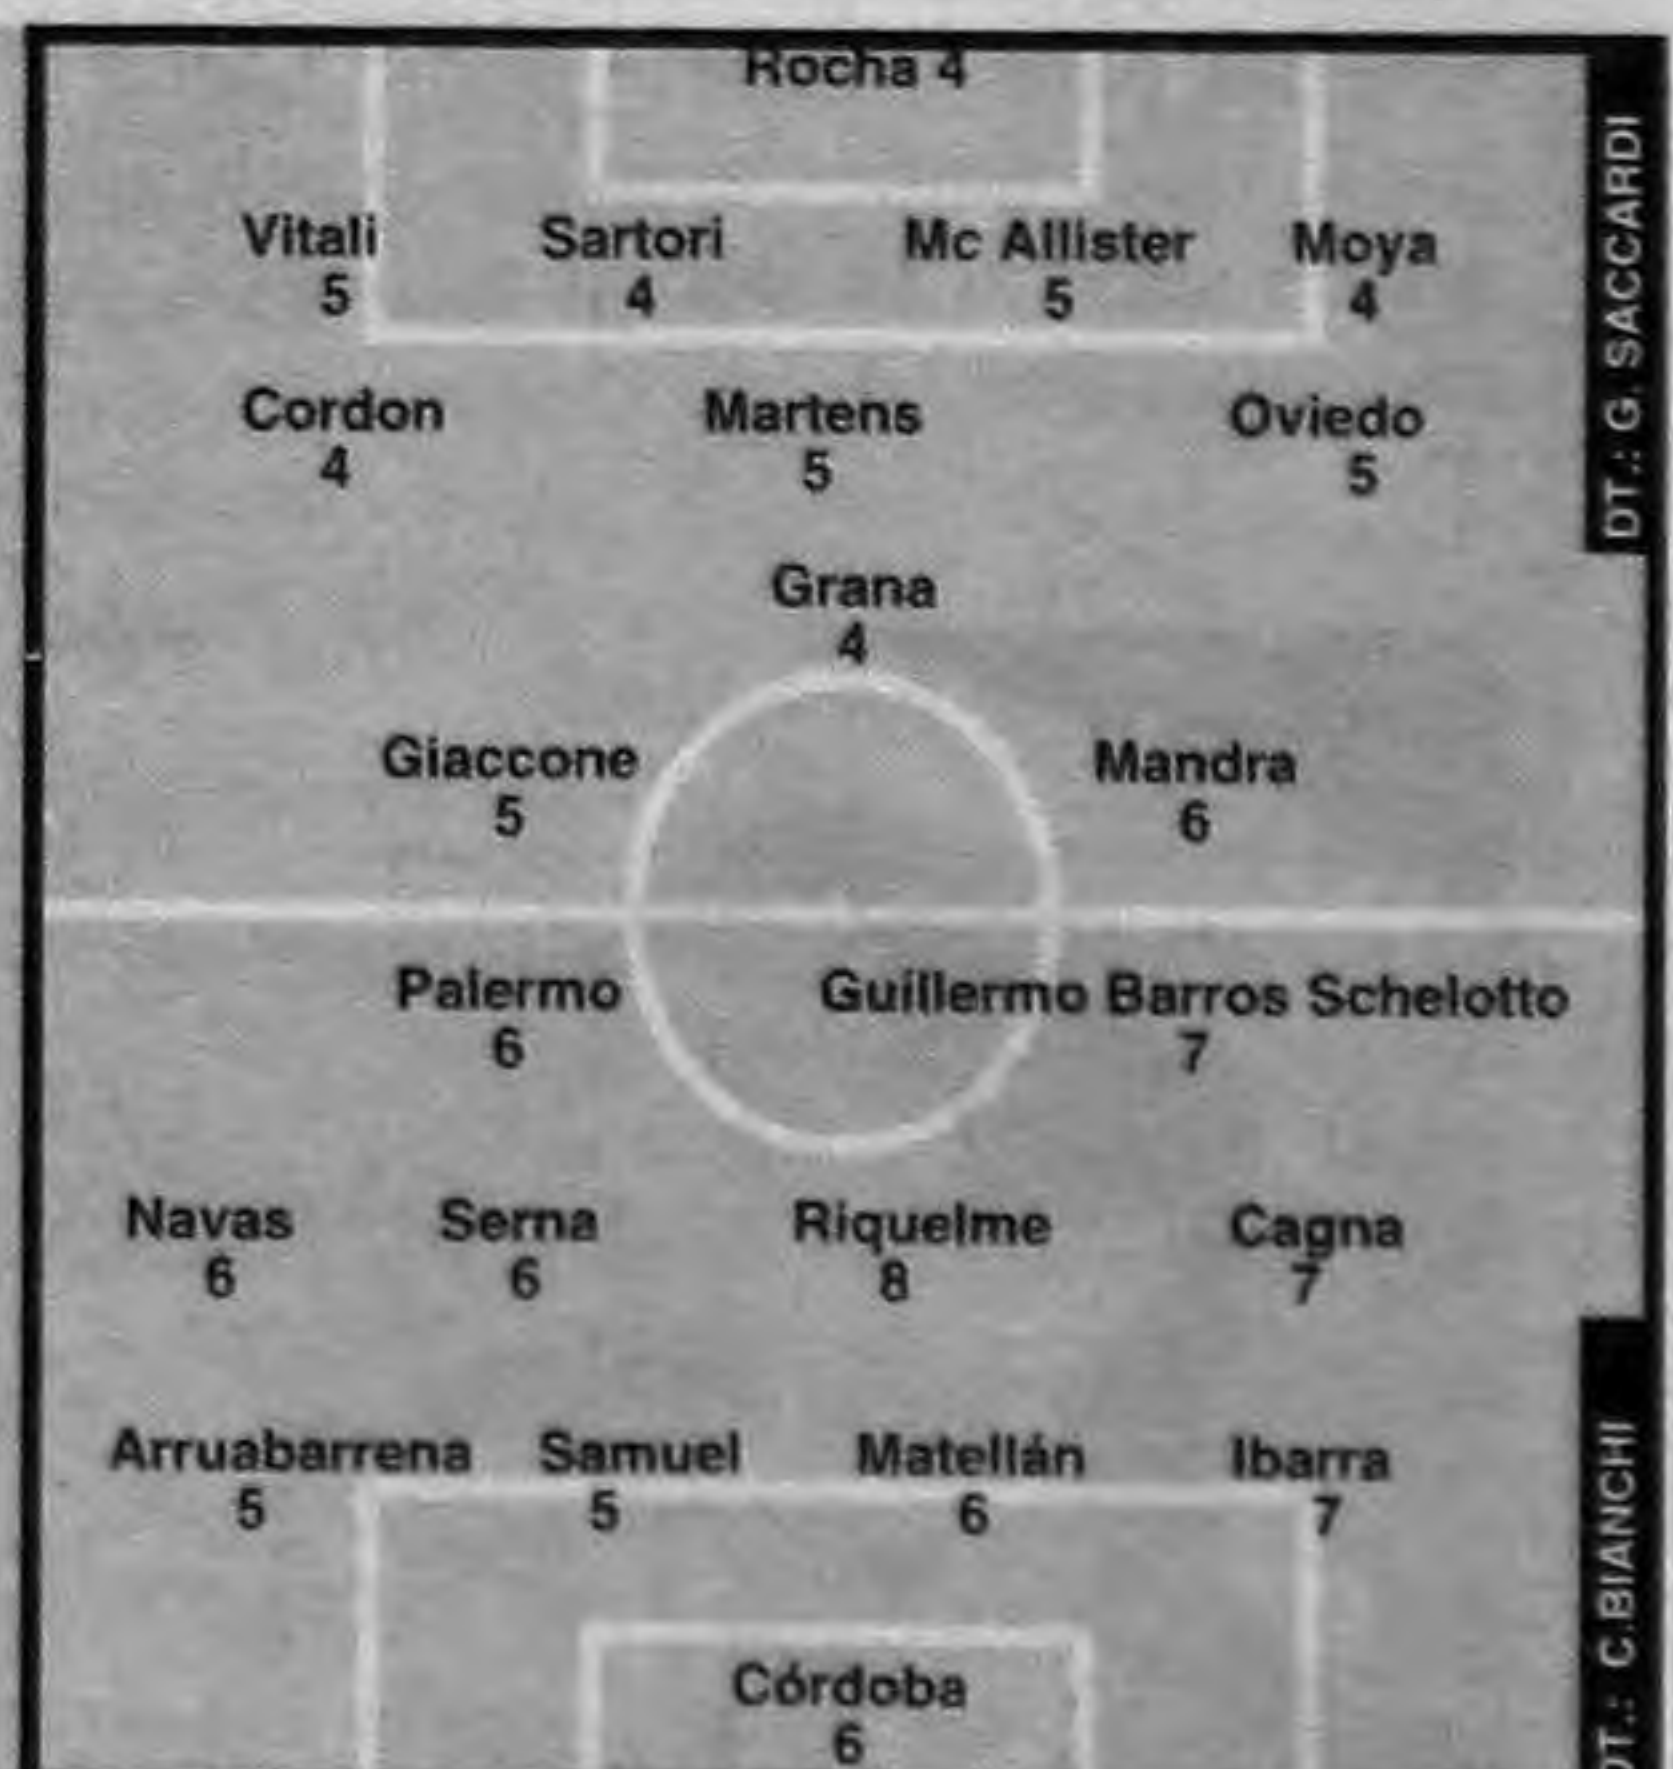 Rocha 4
Vitali Sartori Mc Allister Moya
5 4 5 4
Cordon Martens Oviedo
4 5 5
Grana
4
Giaccone Mandra
5 6
Palermo Guillermo Barros Schelotto
6 7
Navas Serna Riquelme Cagna
6 6 8 7
Arruabarrena Samuel Matellán Ibarra
5 5 6 7
Córdoba
6
DT.: G. SACCARDI
DT.: C.BIANCHI